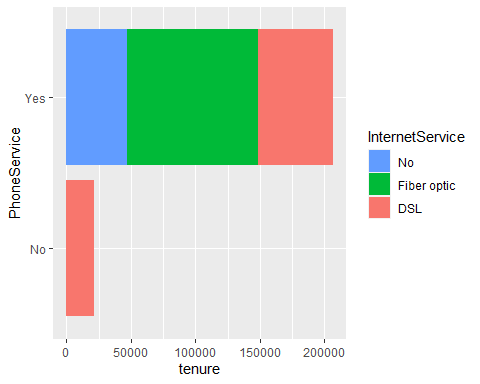 PhoneService
Yes
No
0
50000
100000
150000
200000
tenure
InternetService
No
Fiber optic
DSL